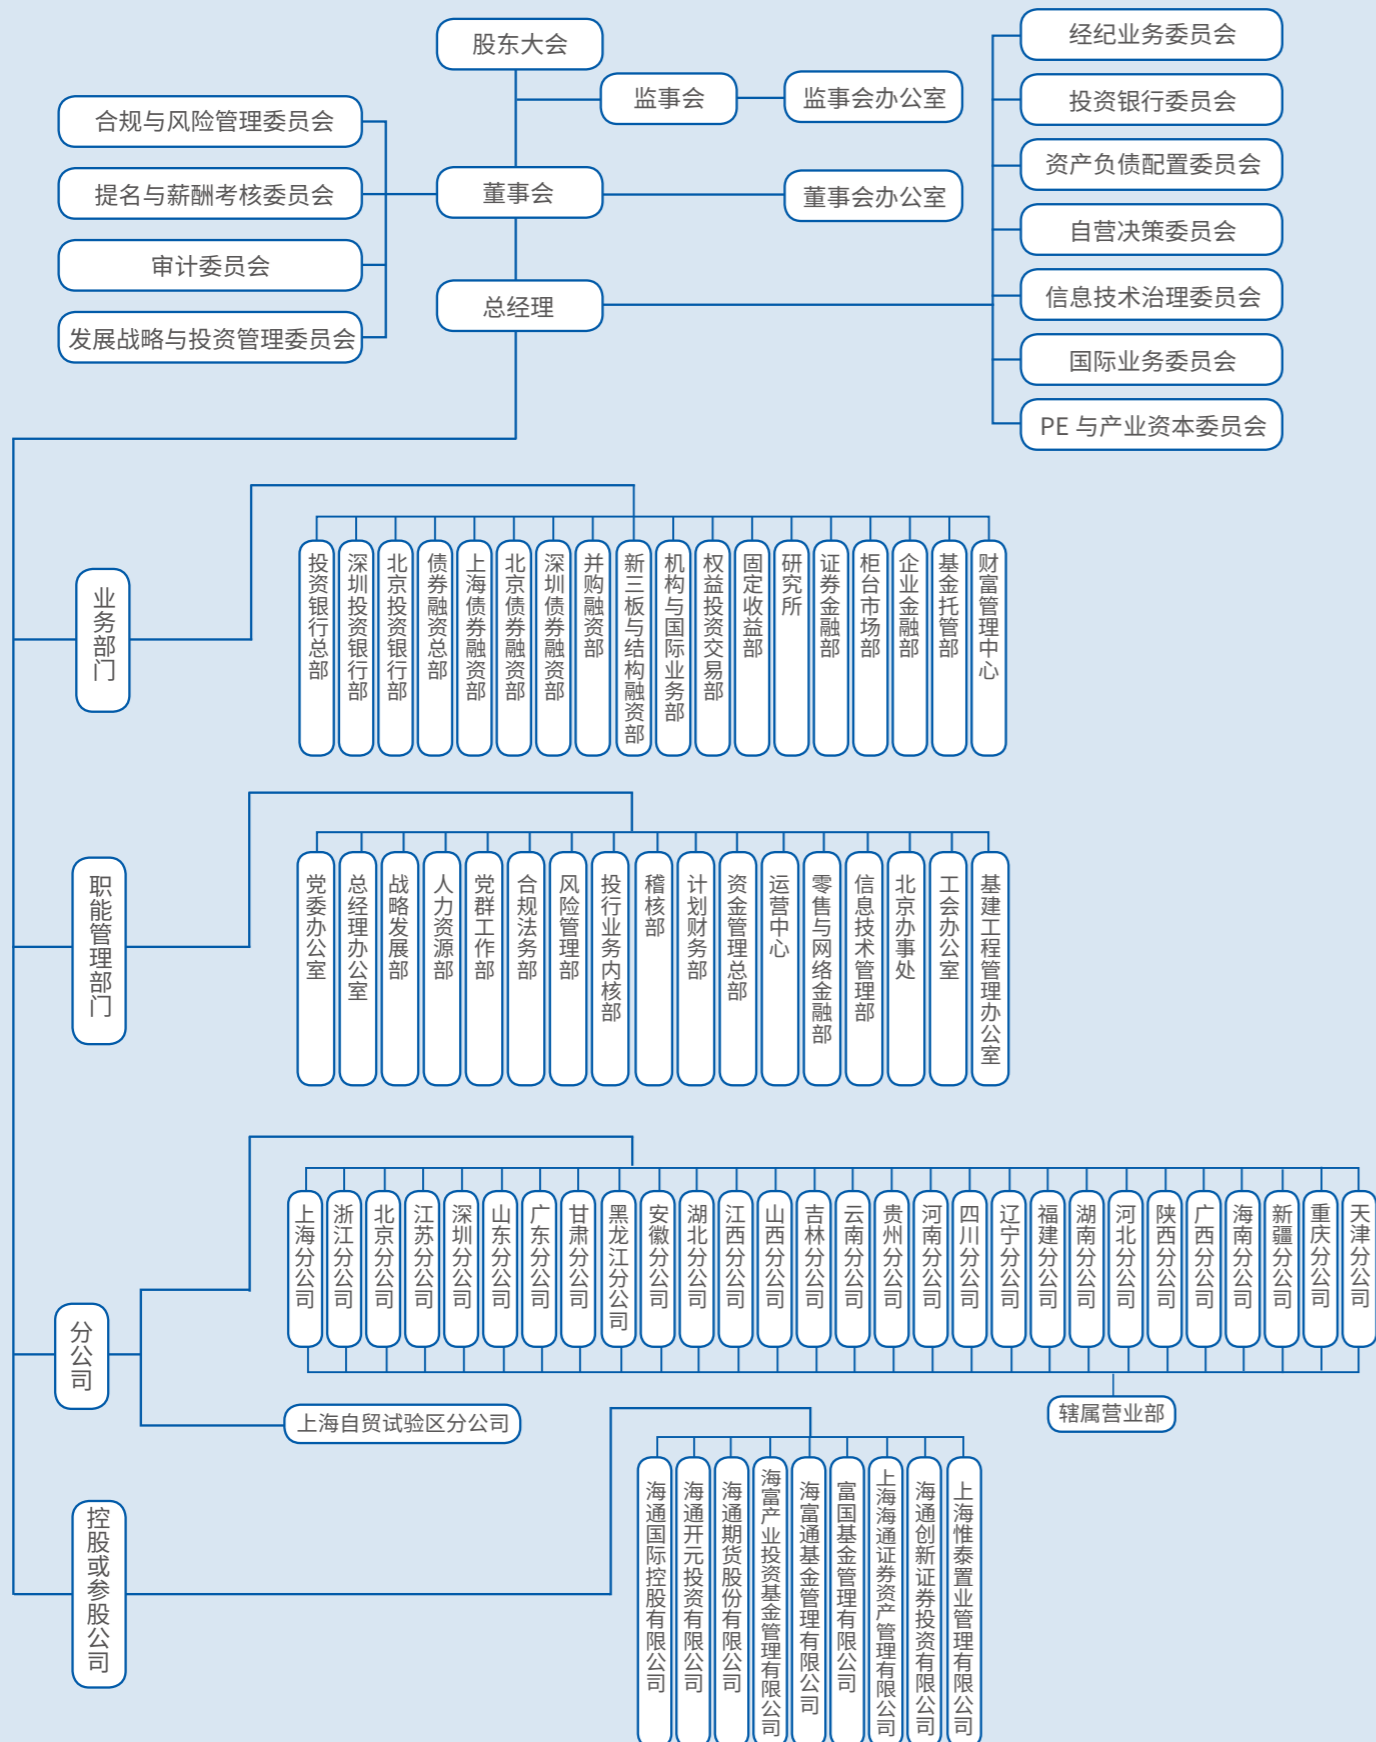 股东大会
监事会
监事会办公室
董事会
董事会办公室
总经理
合规与风险管理委员会
提名与薪酬考核委员会
审计委员会
发展战略与投资管理委员会
经纪业务委员会
投资银行委员会
资产负债配置委员会
自营决策委员会
信息技术治理委员会
国际业务委员会
PE 与产业资本委员会
业务部门
投资银行总部
深圳投资银行部
北京投资银行部
债券融资总部
上海债券融资部
北京债券融资部
深圳债券融资部
并购融资部
新三板与结构融资部
机构与国际业务部
权益投资交易部
固定收益部
研究所
证券金融部
柜台市场部
企业金融部
基金托管部
财富管理中心
职能管理部门
党委办公室
总经理办公室
战略发展部
人力资源部
党群工作部
合规法务部
风险管理部
投行业务内核部
稽核部
计划财务部
资金管理总部
运营中心
零售与网络金融部
信息技术管理部
北京办事处
工会办公室
基建工程管理办公室
分公司
上海分公司
浙江分公司
北京分公司
江苏分公司
深圳分公司
山东分公司
广东分公司
甘肃分公司
黑龙江分公司
安徽分公司
湖北分公司
江西分公司
山西分公司
吉林分公司
云南分公司
贵州分公司
河南分公司
四川分公司
辽宁分公司
福建分公司
湖南分公司
河北分公司
陕西分公司
广西分公司
海南分公司
新疆分公司
重庆分公司
天津分公司
上海自贸试验区分公司
辖属营业部
控股或参股公司
海通国际控股有限公司
海通开元投资有限公司
海通期货股份有限公司
海富产业投资基金管理有限公司
海富通基金管理有限公司
富国基金管理有限公司
上海海通证券资产管理有限公司
海通创新证券投资有限公司
上海惟泰置业管理有限公司